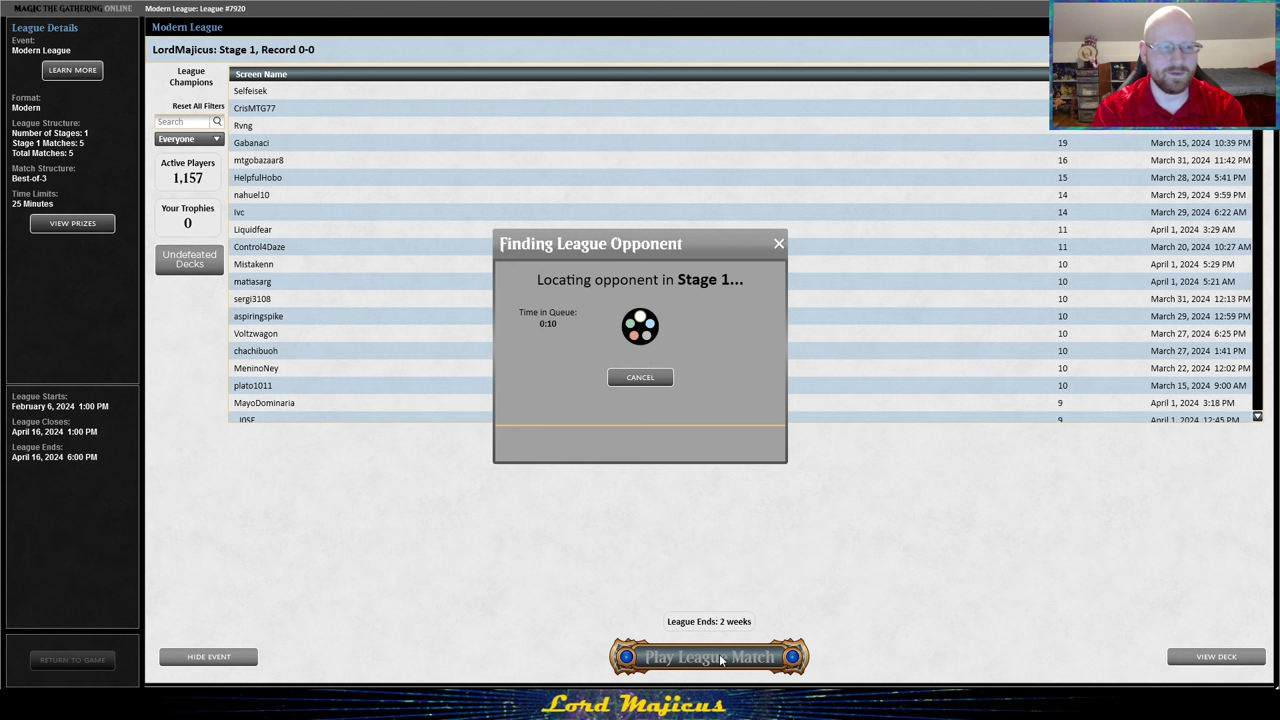 MAGIC THE GATHERING ONLINE
Modern League: League #7920
League Details
Event:
Modern League
LEARN MORE
Format:
Modern
League Structure:
Number of Stages: 1
Stage 1 Matches: 5
Total Matches: 5
Match Structure:
Best-of-3
Time Limits:
25 Minutes
VIEW PRIZES
League Starts:
February 6, 2024 1:00 PM
League Closes:
April 16, 2024 1:00 PM
League Ends:
April 16, 2024 6:00 PM
RETURN TO GAME
Modern League
LordMajicus: Stage 1, Record 0-0
League
Champions
Reset All Filters
Search
Everyone
Active Players
1,157
Your Trophies
0
Undefeated
Decks
Screen Name
Selfeisek
CrisMTG77
Rvng
Gabanaci 19 March 15, 2024 10:39 PM
mtgobazaar8 16 March 31, 2024 11:42 PM
HelpfulHobo 15 March 28, 2024 5:41 PM
nahuel10 14 March 29, 2024 9:59 PM
lvc 14 March 29, 2024 6:22 AM
Liquidfear 11 April 1, 2024 3:29 AM
Control4Daze 11 March 20, 2024 10:27 AM
Mistakenn 10 April 1, 2024 5:29 PM
matiasarg 10 April 1, 2024 5:21 AM
sergi3108 10 March 31, 2024 12:13 PM
aspiringspike 10 March 29, 2024 12:59 PM
Voltzwagon 10 March 27, 2024 6:25 PM
chachibuoh 10 March 27, 2024 1:41 PM
MeninoNey 10 March 22, 2024 12:02 PM
plato1011 10 March 15, 2024 9:00 AM
MayoDominaria 9 April 1, 2024 3:18 PM
_J0SE_ 9 April 1, 2024 12:45 PM
Finding League Opponent
Locating opponent in Stage 1...
Time in Queue:
0:10
CANCEL
League Ends: 2 weeks
HIDE EVENT
Play League Match
VIEW DECK
Lord Majicus